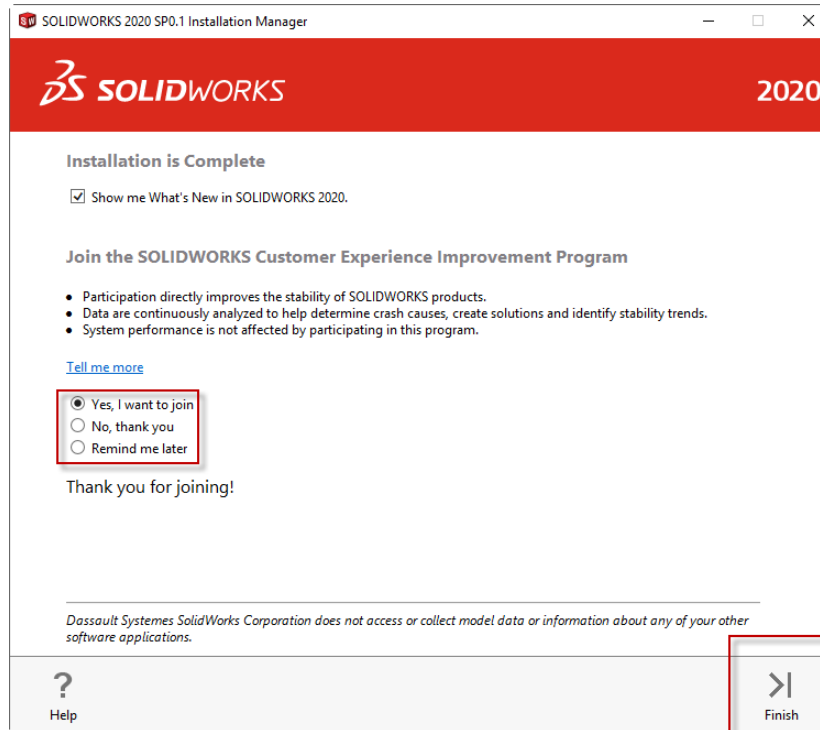 SOLIDWORKS 2020 SP0.1 Installation Manager
SOLIDWORKS
2020
Installation is Complete
Show me What's New in SOLIDWORKS 2020.
Join the SOLIDWORKS Customer Experience Improvement Program
• Participation directly improves the stability of SOLIDWORKS products.
• Data are continuously analyzed to help determine crash causes, create solutions and identify stability trends.
• System performance is not affected by participating in this program.
Tell me more
Yes, I want to join
No, thank you
Remind me later
Thank you for joining!
Dassault Systemes SolidWorks Corporation does not access or collect model data or information about any of your other
software applications.
?
Help
Finish